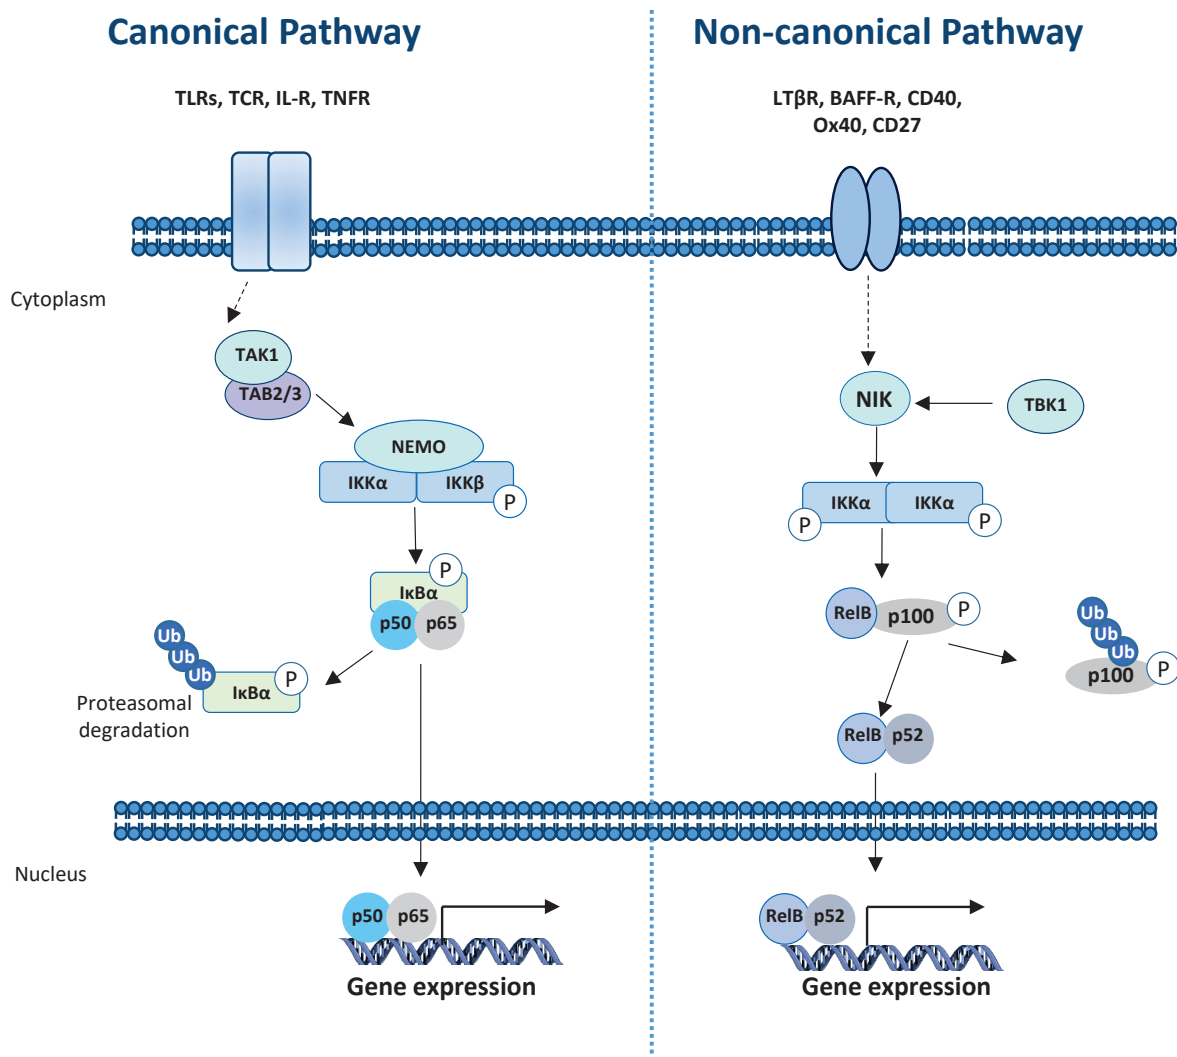 Canonical Pathway
Non-canonical Pathway
TLRs, TCR, IL-R, TNFR
LTβR, BAFF-R, CD40,
Ox40, CD27
Cytoplasm
TAK1
TAB2/3
NIK
TBK1
NEMO
IKKα
IKKβ
P
IKKα
IKKα
P
P
P
IκBα
p50
p65
RelB
p100
P
Ub
Ub
Ub
IκBα
P
Ub
Ub
Ub
p100
P
Proteasomal
degradation
RelB
p52
Nucleus
p50
p65
RelB
p52
Gene expression
Gene expression